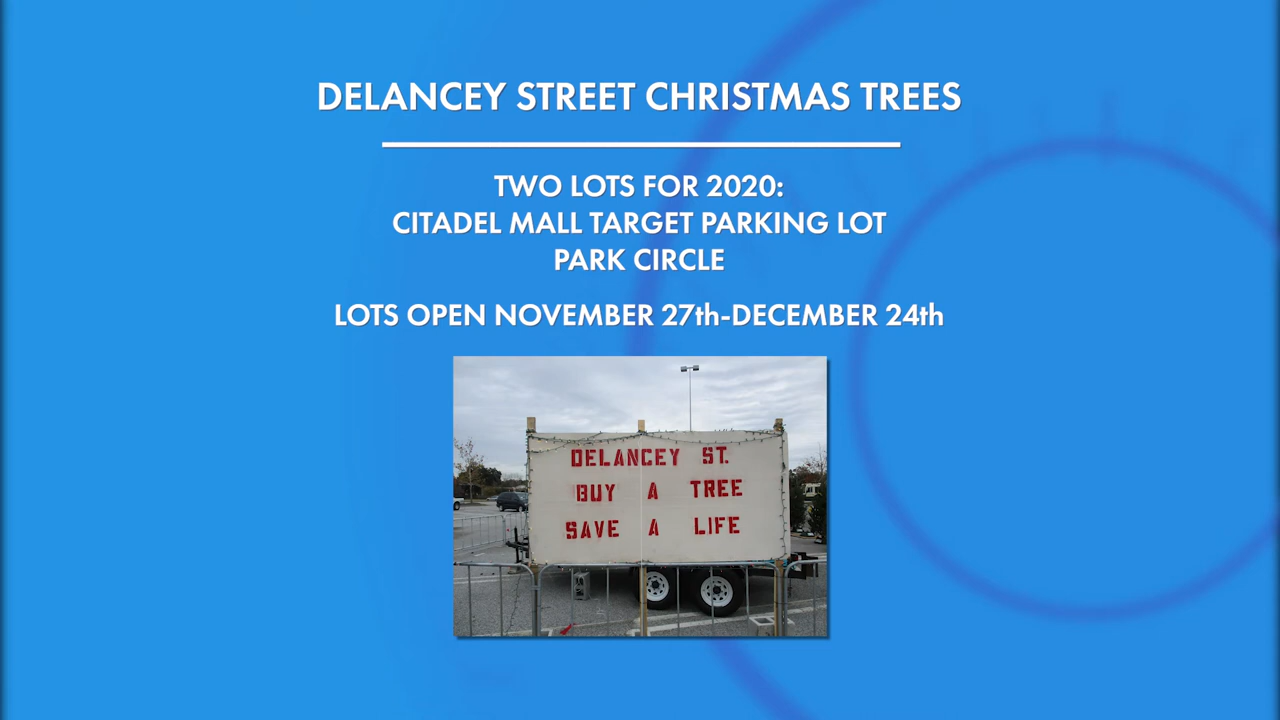 DELANCEY STREET CHRISTMAS TREES
TWO LOTS FOR 2020:
CITADEL MALL TARGET PARKING LOT
PARK CIRCLE
LOTS OPEN NOVEMBER 27th-DECEMBER 24th
DELANCEY ST.
BUY A TREE
SAVE A LIFE